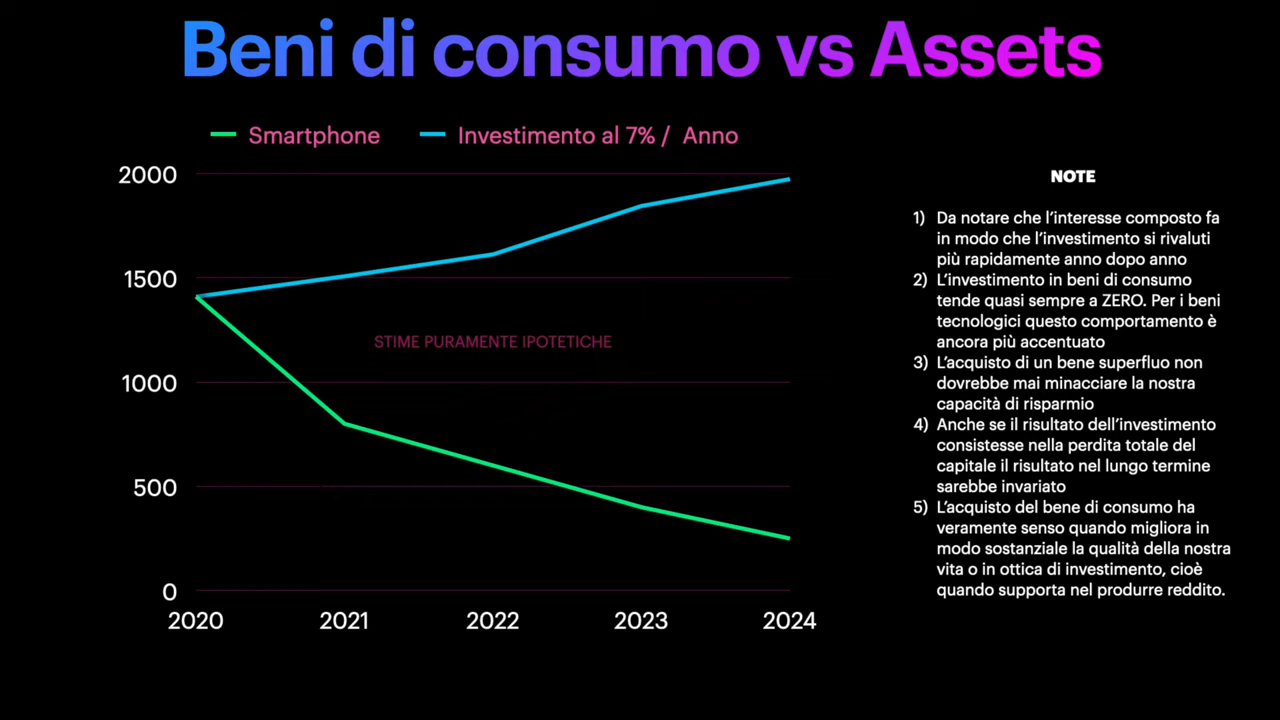 Beni di consumo vs Assets
Smartphone
Investimento al 7% / Anno
2000
1500
1000
500
0
STIME PURAMENTE IPOTETICHE
2020
2021
2022
2023
2024
NOTE
1) Da notare che l'interesse composto fa
in modo che l'investimento si rivaluti
più rapidamente anno dopo anno
2) L'investimento in beni di consumo
tende quasi sempre a ZERO. Per i beni
tecnologici questo comportamento è
ancora più accentuato
3) L'acquisto di un bene superfluo non
dovrebbe mai minacciare la nostra
capacità di risparmio
4) Anche se il risultato dell'investimento
consistesse nella perdita totale del
capitale il risultato nel lungo termine
sarebbe invariato
5) L'acquisto del bene di consumo ha
veramente senso quando migliora in
modo sostanziale la qualità della nostra
vita o in ottica di investimento, cioè
quando supporta nel produrre reddito.